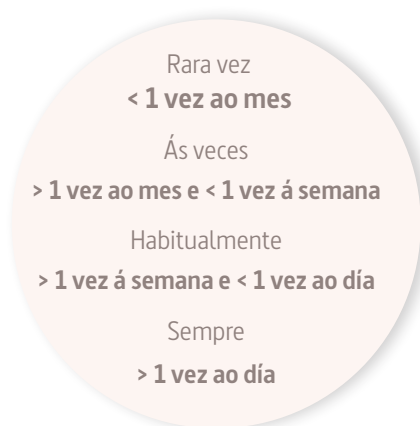 Rara vez
< 1 vez ao mes
Ás veces
> 1 vez ao mes e < 1 vez á semana
Habitualmente
> 1 vez á semana e < 1 vez ao día
Sempre
> 1 vez ao día